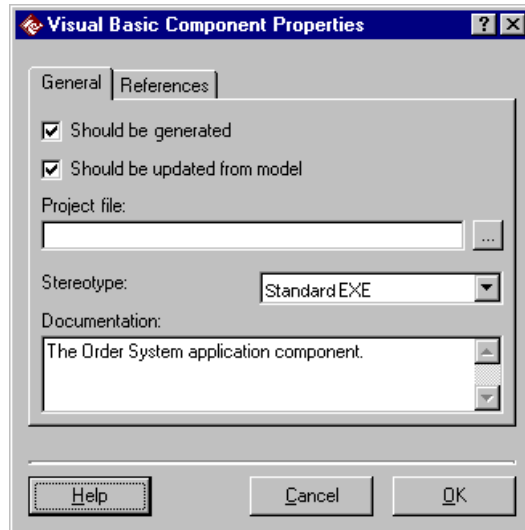 Visual Basic Component Properties
General References
Should be generated
Should be updated from model
Project file:
...
Stereotype: Standard EXE
Documentation:
The Order System application component.
Help Cancel OK